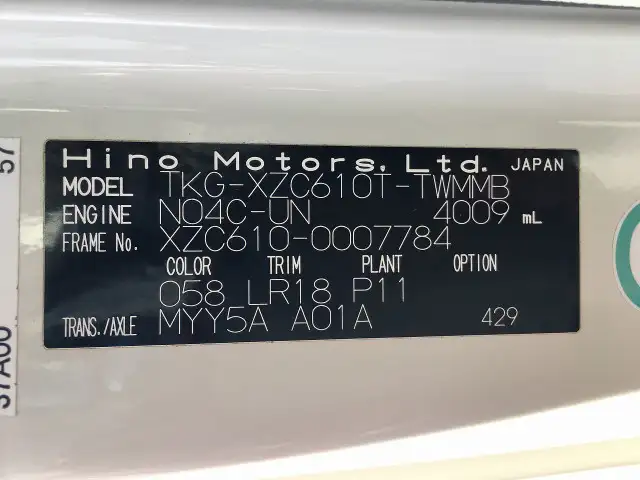 Hino Motors, Ltd. JAPAN
MODEL TKG-XZC610T-TWMMB
ENGINE N04C-UN 4009 mL
FRAME No. XZC610-0007784
COLOR TRIM PLANT OPTION
058 LR18 P11
TRANS./AXLE MYY5A A01A 429
57